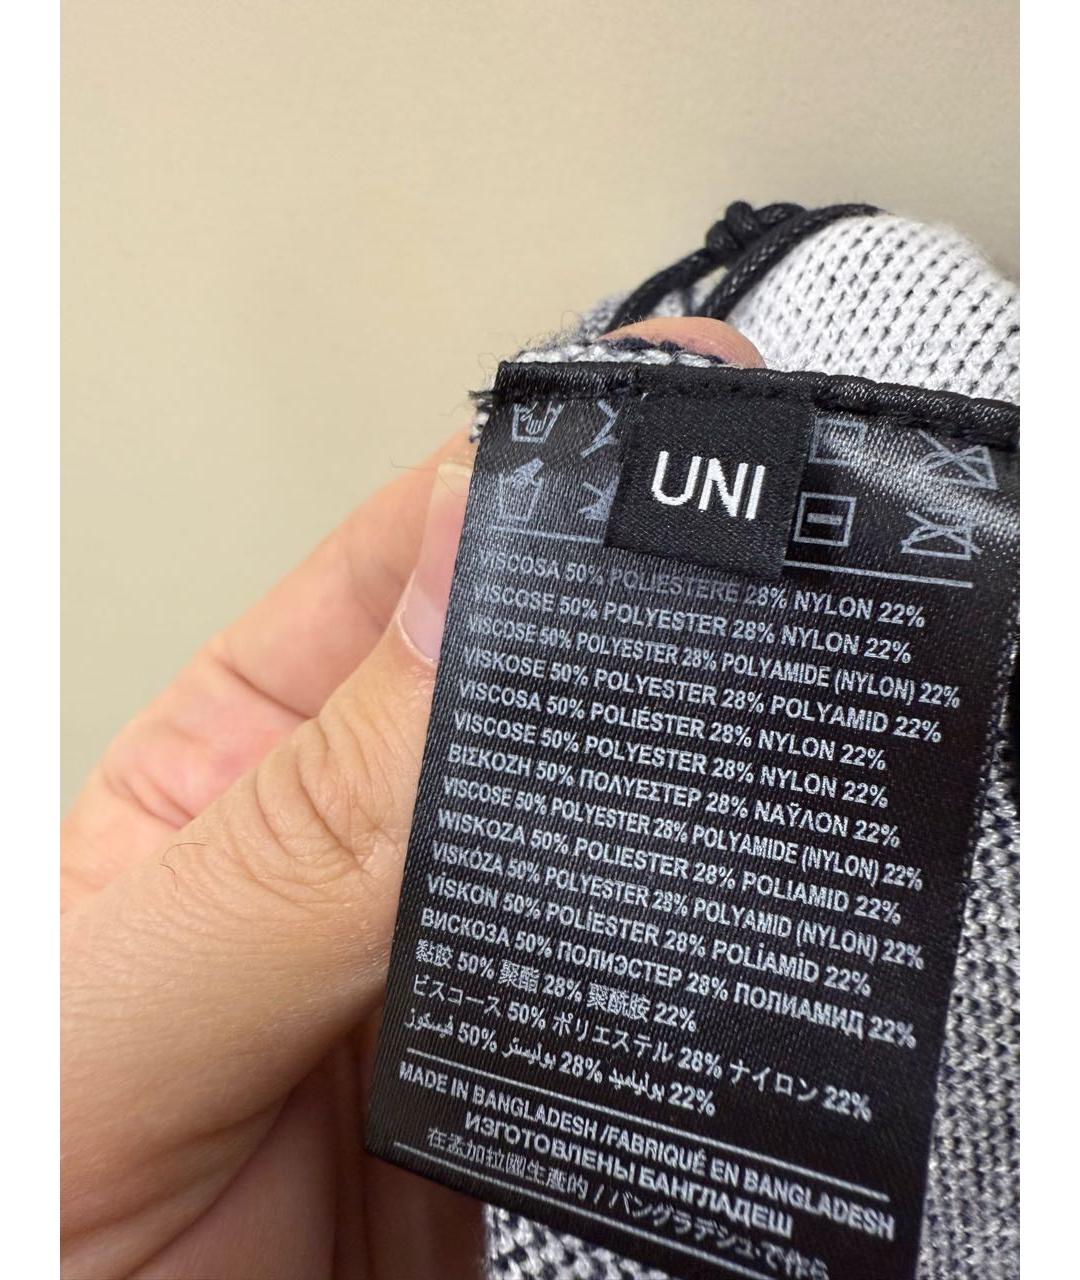 UNI
VISCOSA 50% POLIESTERE 28% NYLON 22%
VISCOSE 50% POLYESTER 28% NYLON 22%
VISCOSE 50% POLYESTER 28% POLYAMIDE (NYLON) 22%
VISKOSE 50% POLYESTER 28% POLYAMID 22%
VISCOSA 50% POLIÉSTER 28% NYLON 22%
VISCOSE 50% POLYESTER 28% NYLON 22%
ΒΙΣΚΟΖΗ 50% ΠΟΛΥΕΣΤΕΡ 28% ΝΑΫΛΟΝ 22%
VISCOSE 50% POLYESTER 28% POLYAMIDE (NYLON) 22%
WISKOZA 50% POLIESTER 28% POLIAMID 22%
VISKÓZA 50% POLYESTER 28% POLYAMID (NYLON) 22%
VİSKON 50% POLİESTER 28% POLİAMİD 22%
ВИСКОЗА 50% ПОЛИЭСТЕР 28% ПОЛИАМИД 22%
黏胺 50% 聚酯 28% 聚酰胺 22%
ビスコース 50% ポリエステル 28% ナイロン 22%
فيسكوز 50% بوليستر 28% بولياميد 22%
MADE IN BANGLADESH /FABRIQUÉ EN BANGLADESH
ИЗГОТОВЛЕНЫ БАНГЛАДЕШ
在孟加拉國生產的 / バングラデシュ